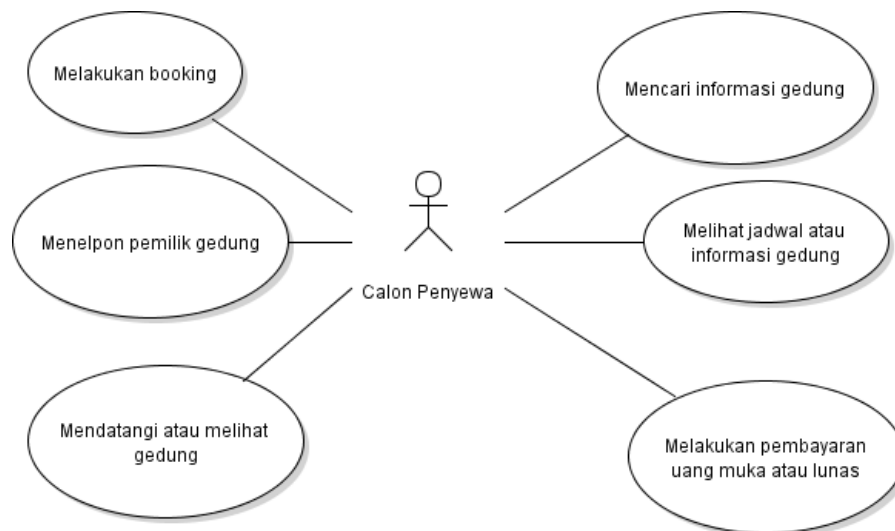 Melakukan booking
Mencari informasi gedung
Menelpon pemilik gedung
Melihat jadwal atau
informasi gedung
Calon Penyewa
Mendatangi atau melihat
gedung
Melakukan pembayaran
uang muka atau lunas